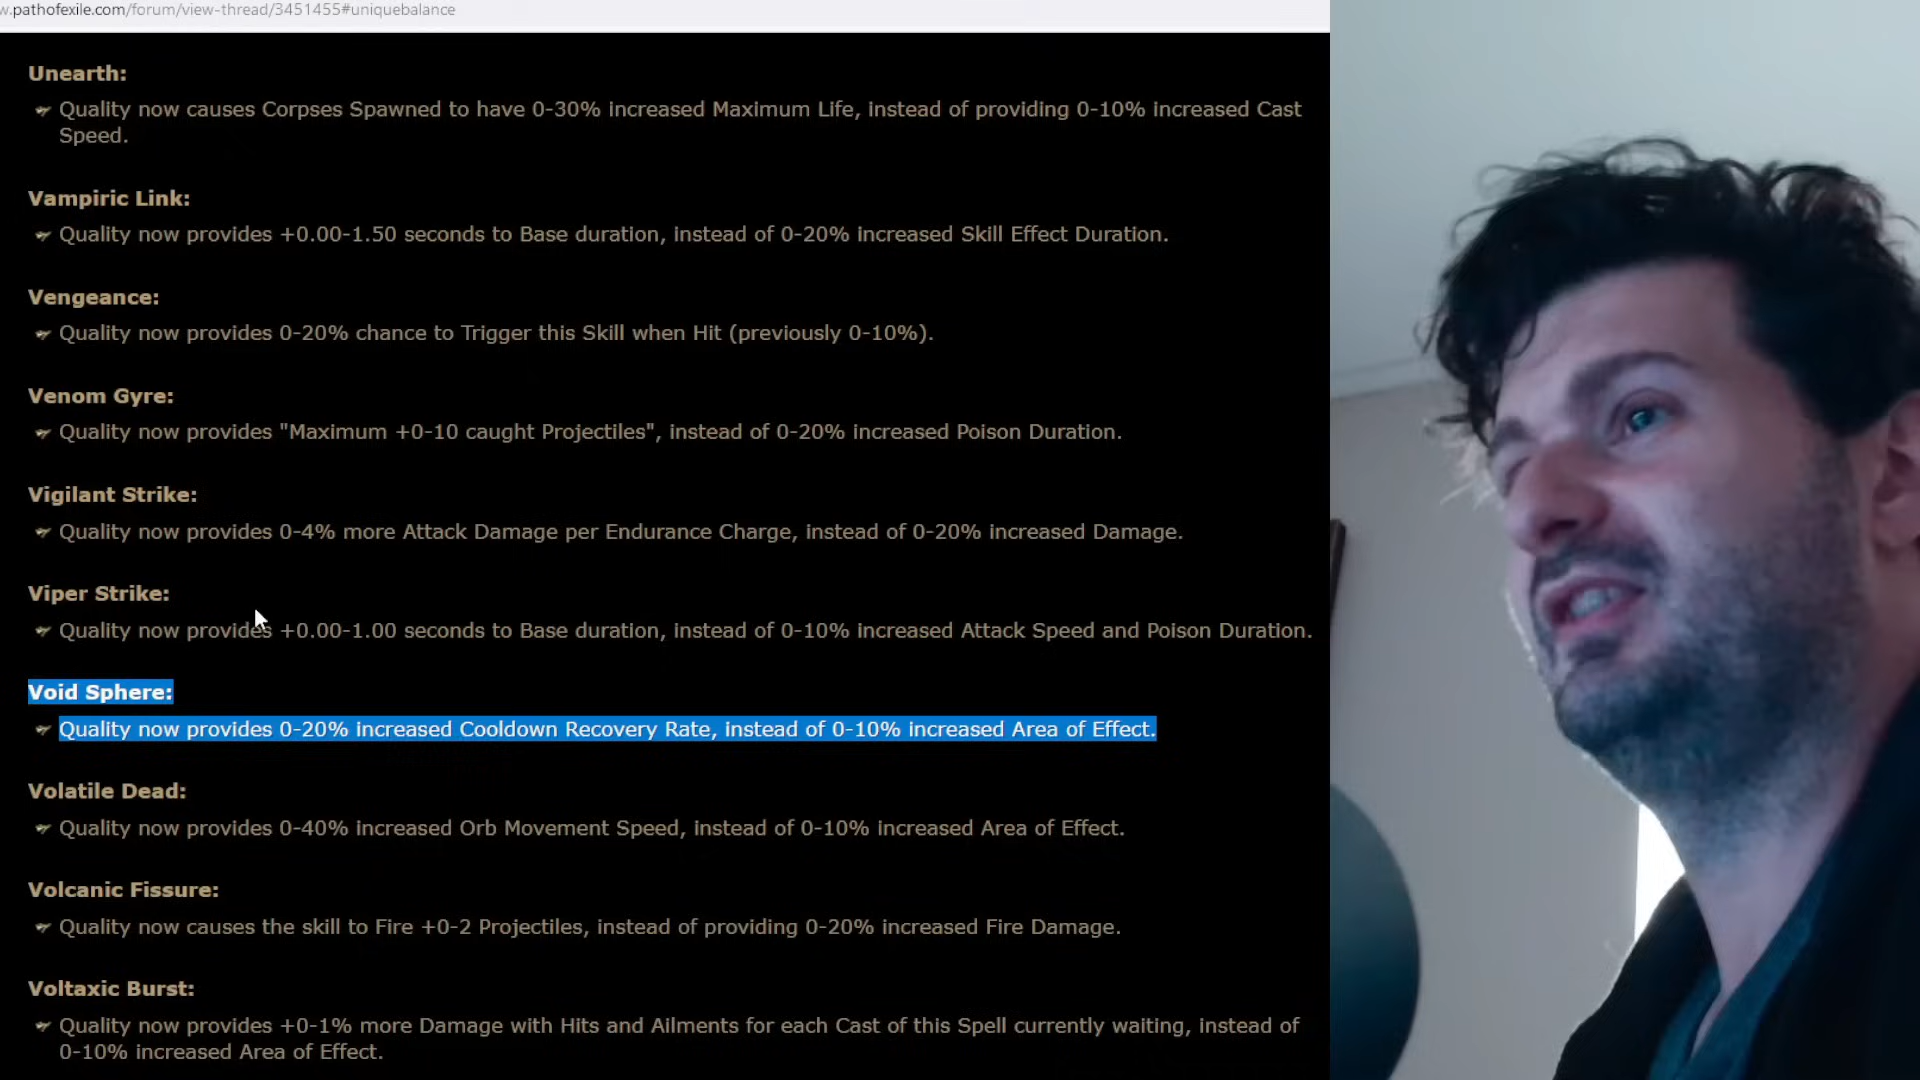 w.pathofexile.com/forum/view-thread/3451455#uniquebalance
Unearth:
Quality now causes Corpses Spawned to have 0-30% increased Maximum Life, instead of providing 0-10% increased Cast
Speed.
Vampiric Link:
Quality now provides +0.00-1.50 seconds to Base duration, instead of 0-20% increased Skill Effect Duration.
Vengeance:
Quality now provides 0-20% chance to Trigger this Skill when Hit (previously 0-10%).
Venom Gyre:
Quality now provides "Maximum +0-10 caught Projectiles", instead of 0-20% increased Poison Duration.
Vigilant Strike:
Quality now provides 0-4% more Attack Damage per Endurance Charge, instead of 0-20% increased Damage.
Viper Strike:
Quality now provides +0.00-1.00 seconds to Base duration, instead of 0-10% increased Attack Speed and Poison Duration.
Void Sphere:
Quality now provides 0-20% increased Cooldown Recovery Rate, instead of 0-10% increased Area of Effect.
Volatile Dead:
Quality now provides 0-40% increased Orb Movement Speed, instead of 0-10% increased Area of Effect.
Volcanic Fissure:
Quality now causes the skill to Fire +0-2 Projectiles, instead of providing 0-20% increased Fire Damage.
Voltaxic Burst:
Quality now provides +0-1% more Damage with Hits and Ailments for each Cast of this Spell currently waiting, instead of
0-10% increased Area of Effect.